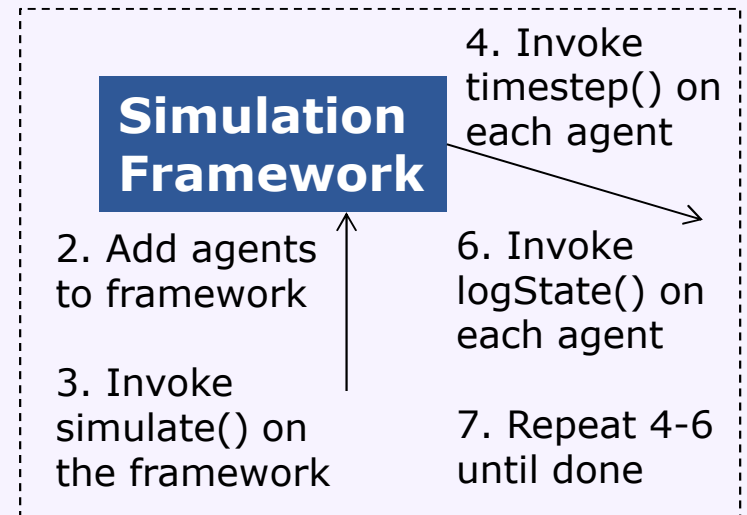 Simulation
Framework
2. Add agents
to framework
3. Invoke
simulate() on
the framework
4. Invoke
timestep() on
each agent
6. Invoke
logState() on
each agent
7. Repeat 4-6
until done